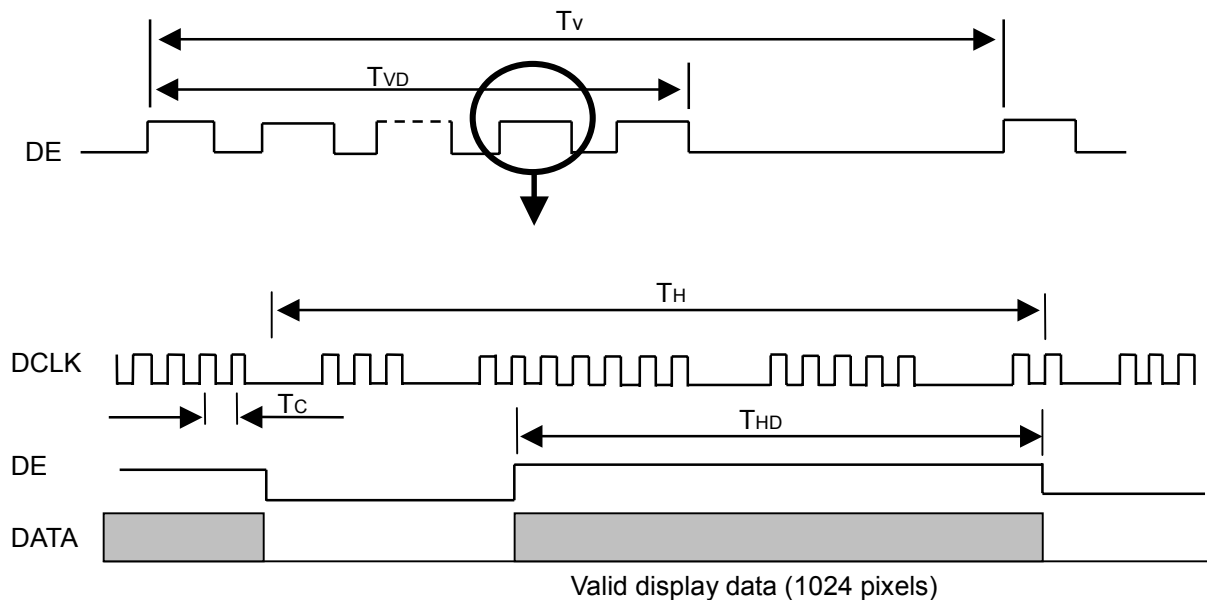 Tv
TVD
DE
TH
DCLK
TC
THD
DE
DATA
Valid display data (1024 pixels)